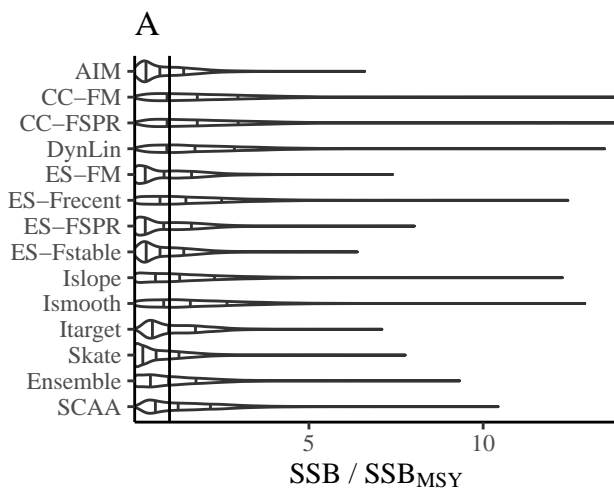 A
AIM
CC−FM
CC−FSPR
DynLin
ES−FM
ES−Frecent
ES−FSPR
ES−Fstable
Islope
Ismooth
Itarget
Skate
Ensemble
SCAA
5 10
SSB / SSBMSY